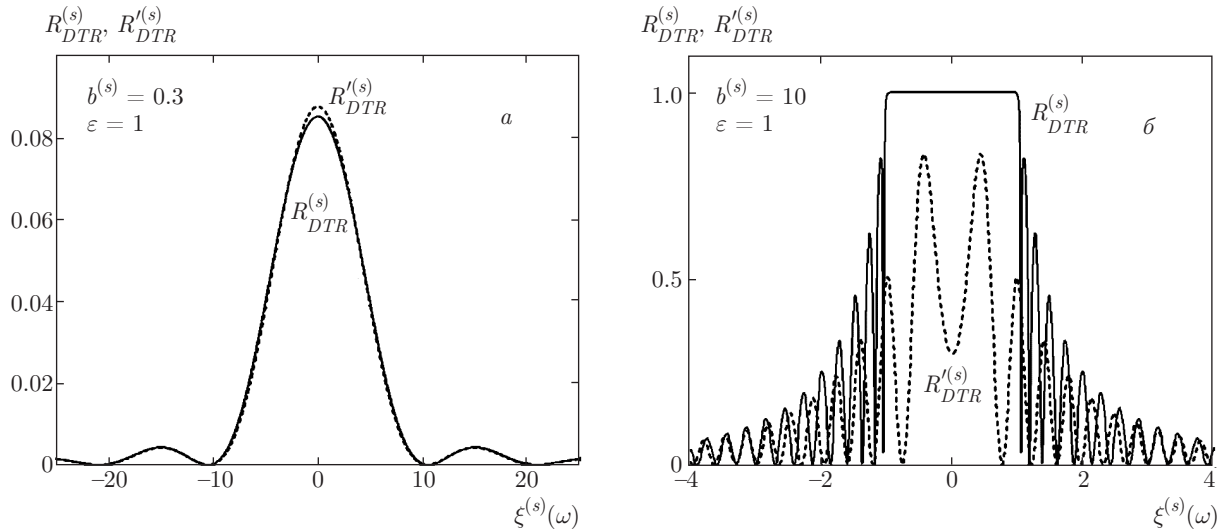 R_{DTR}^{(s)}, R'^{(s)}_{DTR}
b^{(s)} = 0.3
ε = 1
а
R'^{(s)}_{DTR}
R_{DTR}^{(s)}
0.08
0.06
0.04
0.02
0
−20
−10
0
10
20
ξ^{(s)}(ω)
R_{DTR}^{(s)}, R'^{(s)}_{DTR}
b^{(s)} = 10
ε = 1
б
R_{DTR}^{(s)}
R'^{(s)}_{DTR}
1.0
0.5
0
−4
−2
0
2
4
ξ^{(s)}(ω)